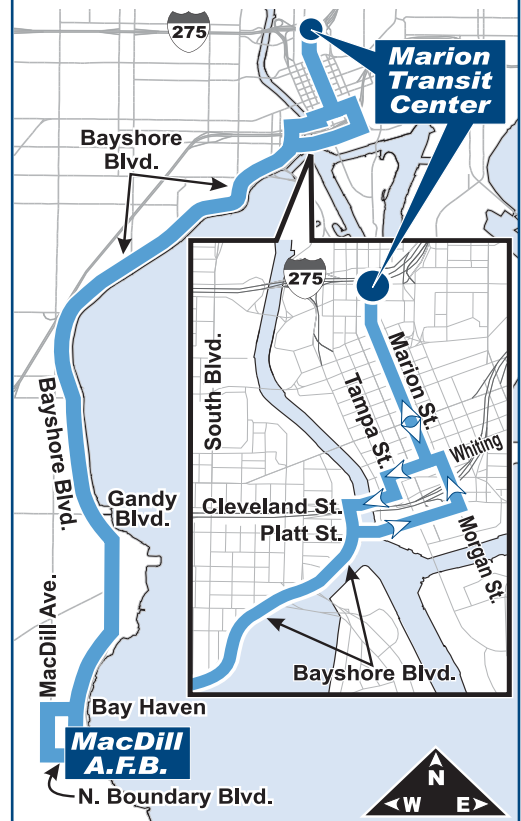 275
Marion
Transit
Center
Bayshore
Blvd.
275
South Blvd.
Marion St.
Tampa St.
Whiting
Cleveland St.
Platt St.
Morgan St.
Bayshore Blvd.
Bayshore Blvd.
Gandy
Blvd.
MacDill Ave.
Bay Haven
MacDill
A.F.B.
N. Boundary Blvd.
N
W E